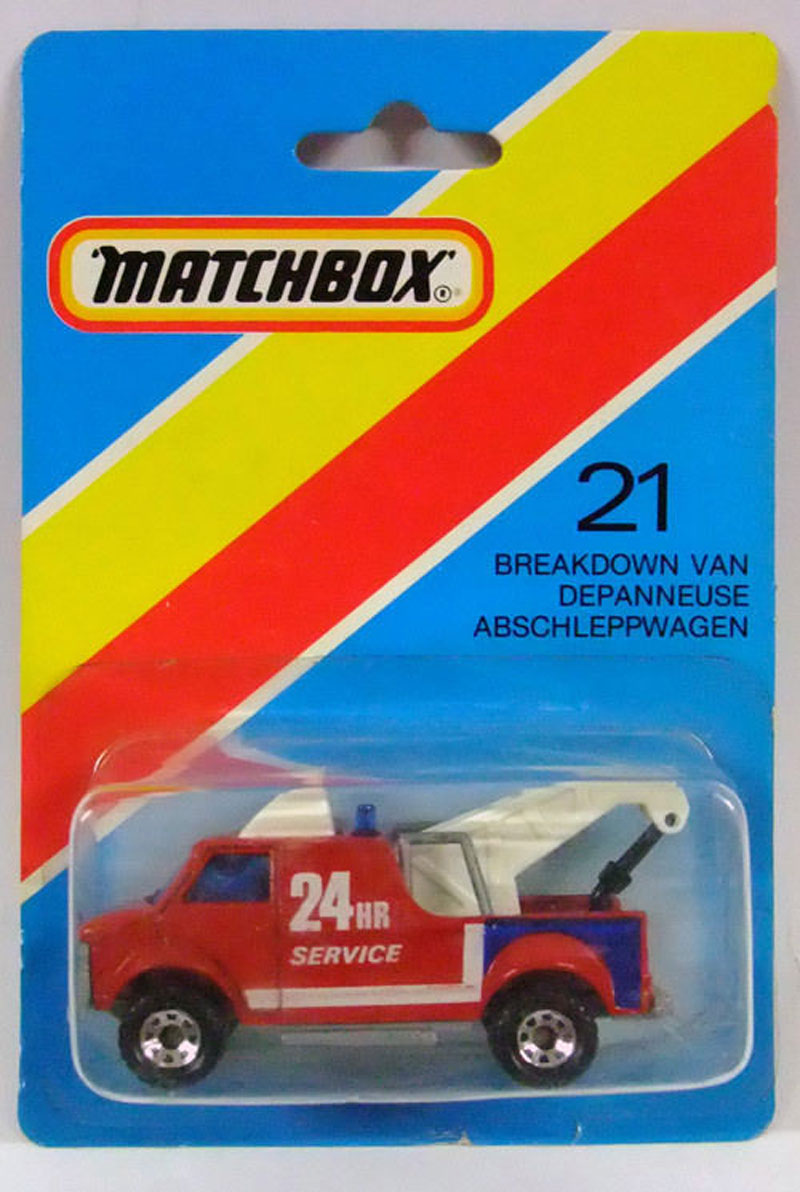 "MATCHBOX" ®
21
BREAKDOWN VAN
DEPANNEUSE
ABSCHLEPPWAGEN
24HR
SERVICE